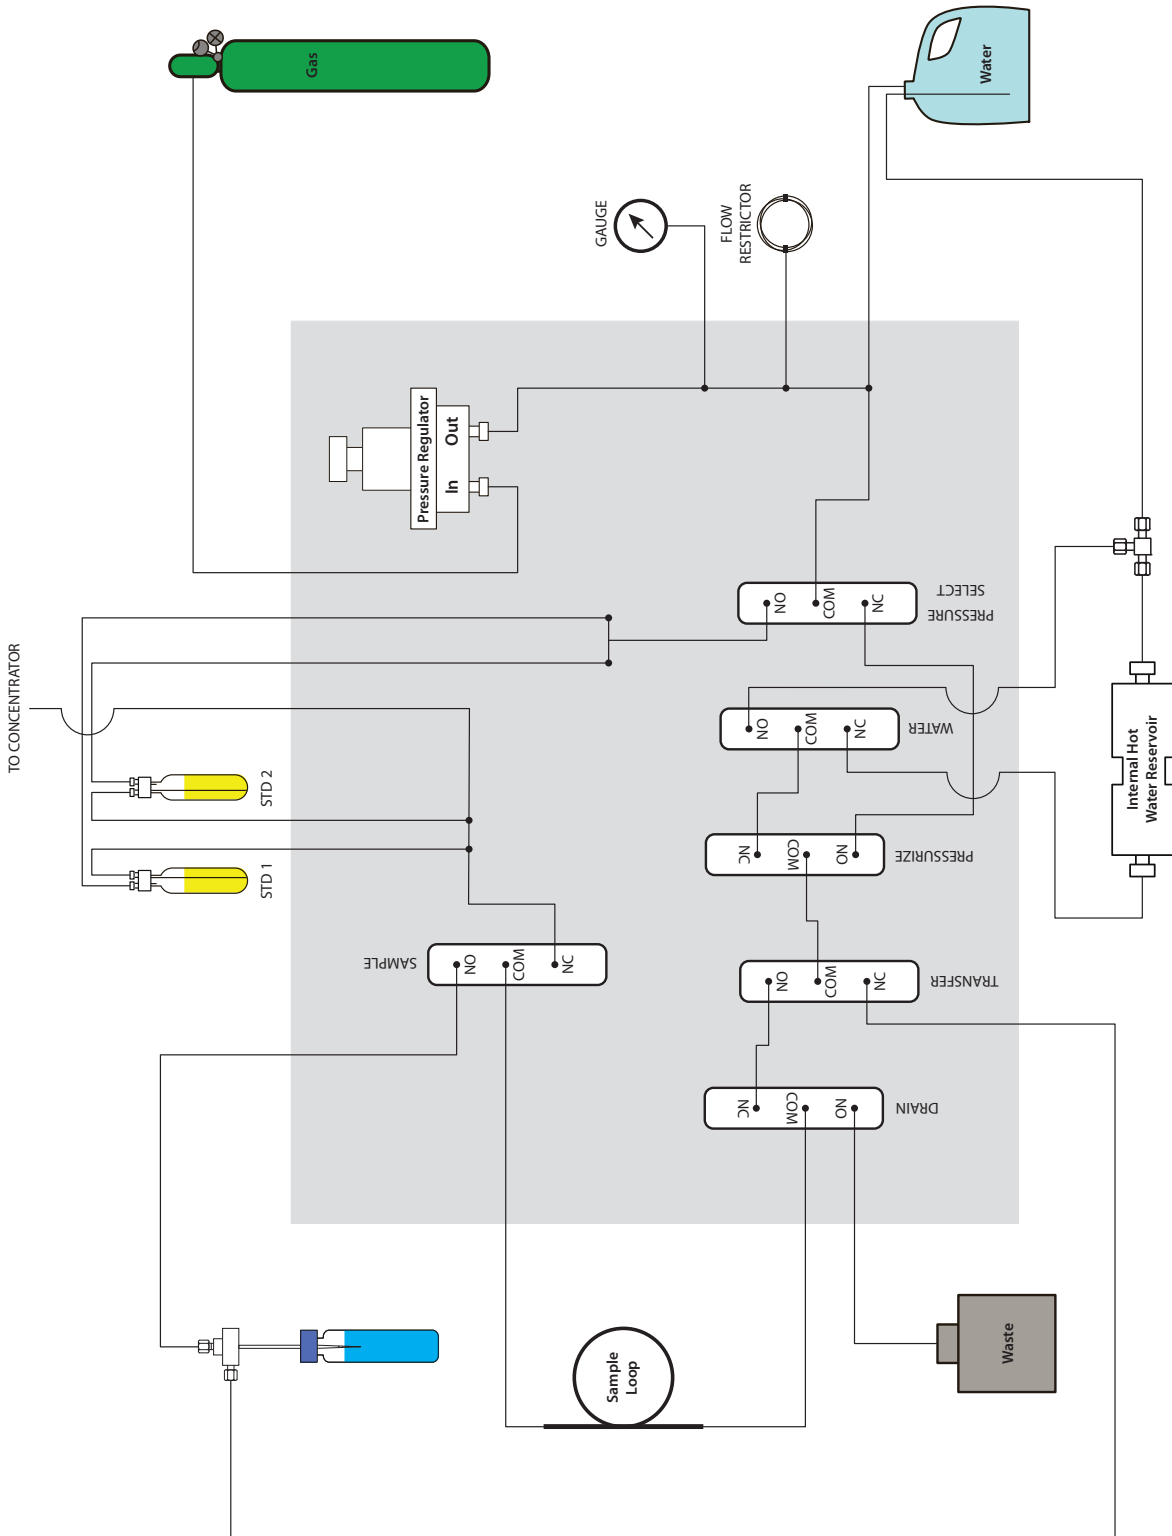 Gas
Water
GAUGE
FLOW
RESTRICTOR
Pressure Regulator
In
Out
NO
COM
NC
PRESSURE
SELECT
TO CONCENTRATOR
NO
COM
NC
WATER
STD 2
STD 1
Internal Hot
Water Reservoir
NC
COM
NO
PRESSURIZE
SAMPLE
NO
COM
NC
NO
COM
NC
TRANSFER
NC
COM
NO
DRAIN
Sample
Loop
Waste